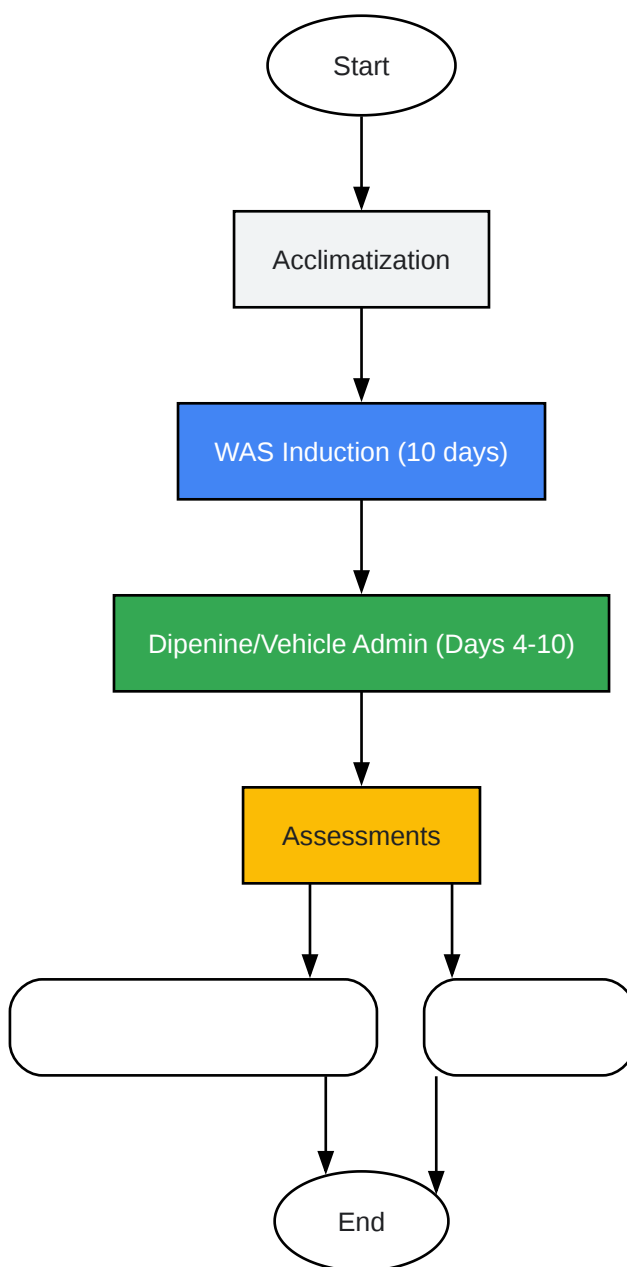 Start
Acclimatization
WAS Induction (10 days)
Dipenine/Vehicle Admin (Days 4-10)
Assessments
End